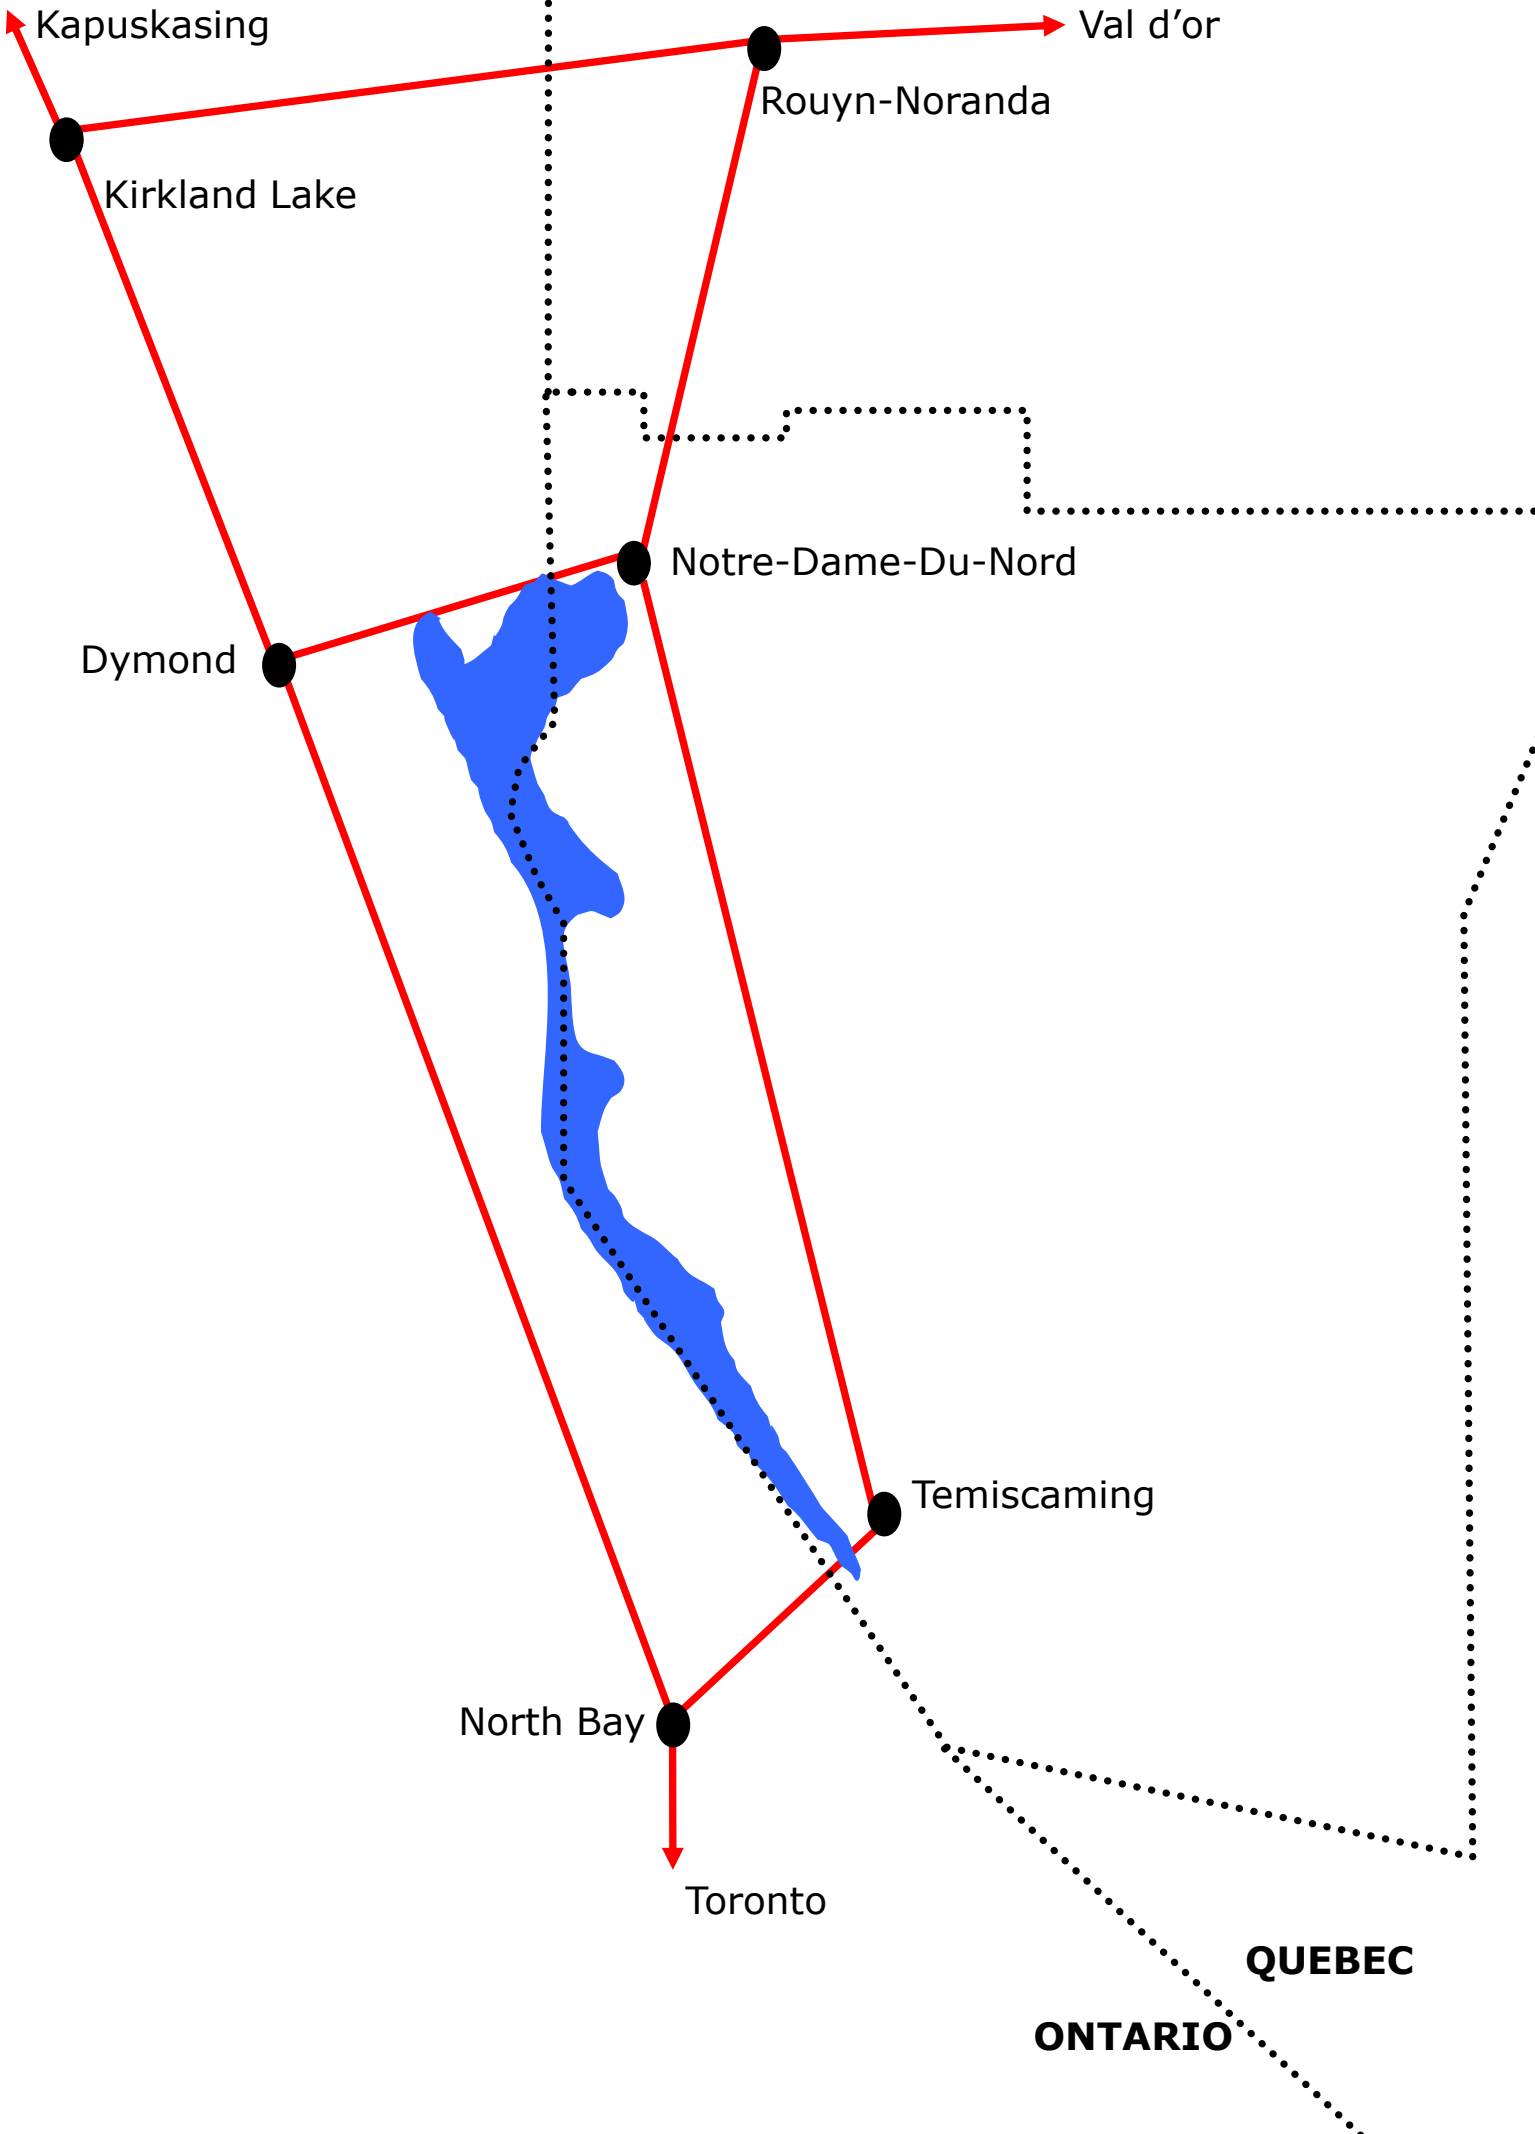 Kapuskasing
Val d’or
Rouyn-Noranda
Kirkland Lake
Notre-Dame-Du-Nord
Dymond
Temiscaming
North Bay
Toronto
QUEBEC
ONTARIO